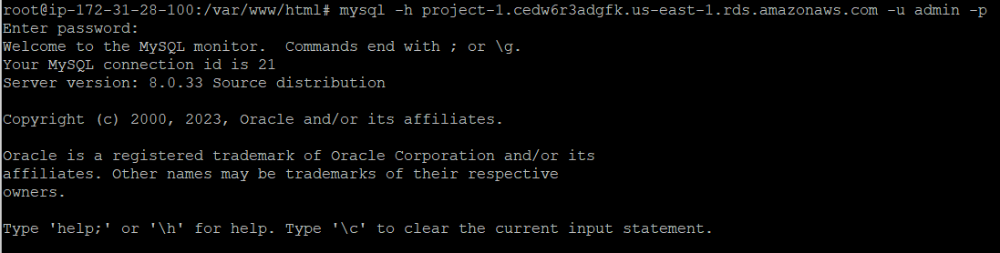 root@ip-172-31-28-100:/var/www/html# mysql -h project-1.cedw6r3adgfk.us-east-1.rds.amazonaws.com -u admin -p
Enter password:
Welcome to the MySQL monitor.  Commands end with ; or \g.
Your MySQL connection id is 21
Server version: 8.0.33 Source distribution
Copyright (c) 2000, 2023, Oracle and/or its affiliates.
Oracle is a registered trademark of Oracle Corporation and/or its
affiliates. Other names may be trademarks of their respective
owners.
Type 'help;' or '\h' for help. Type '\c' to clear the current input statement.